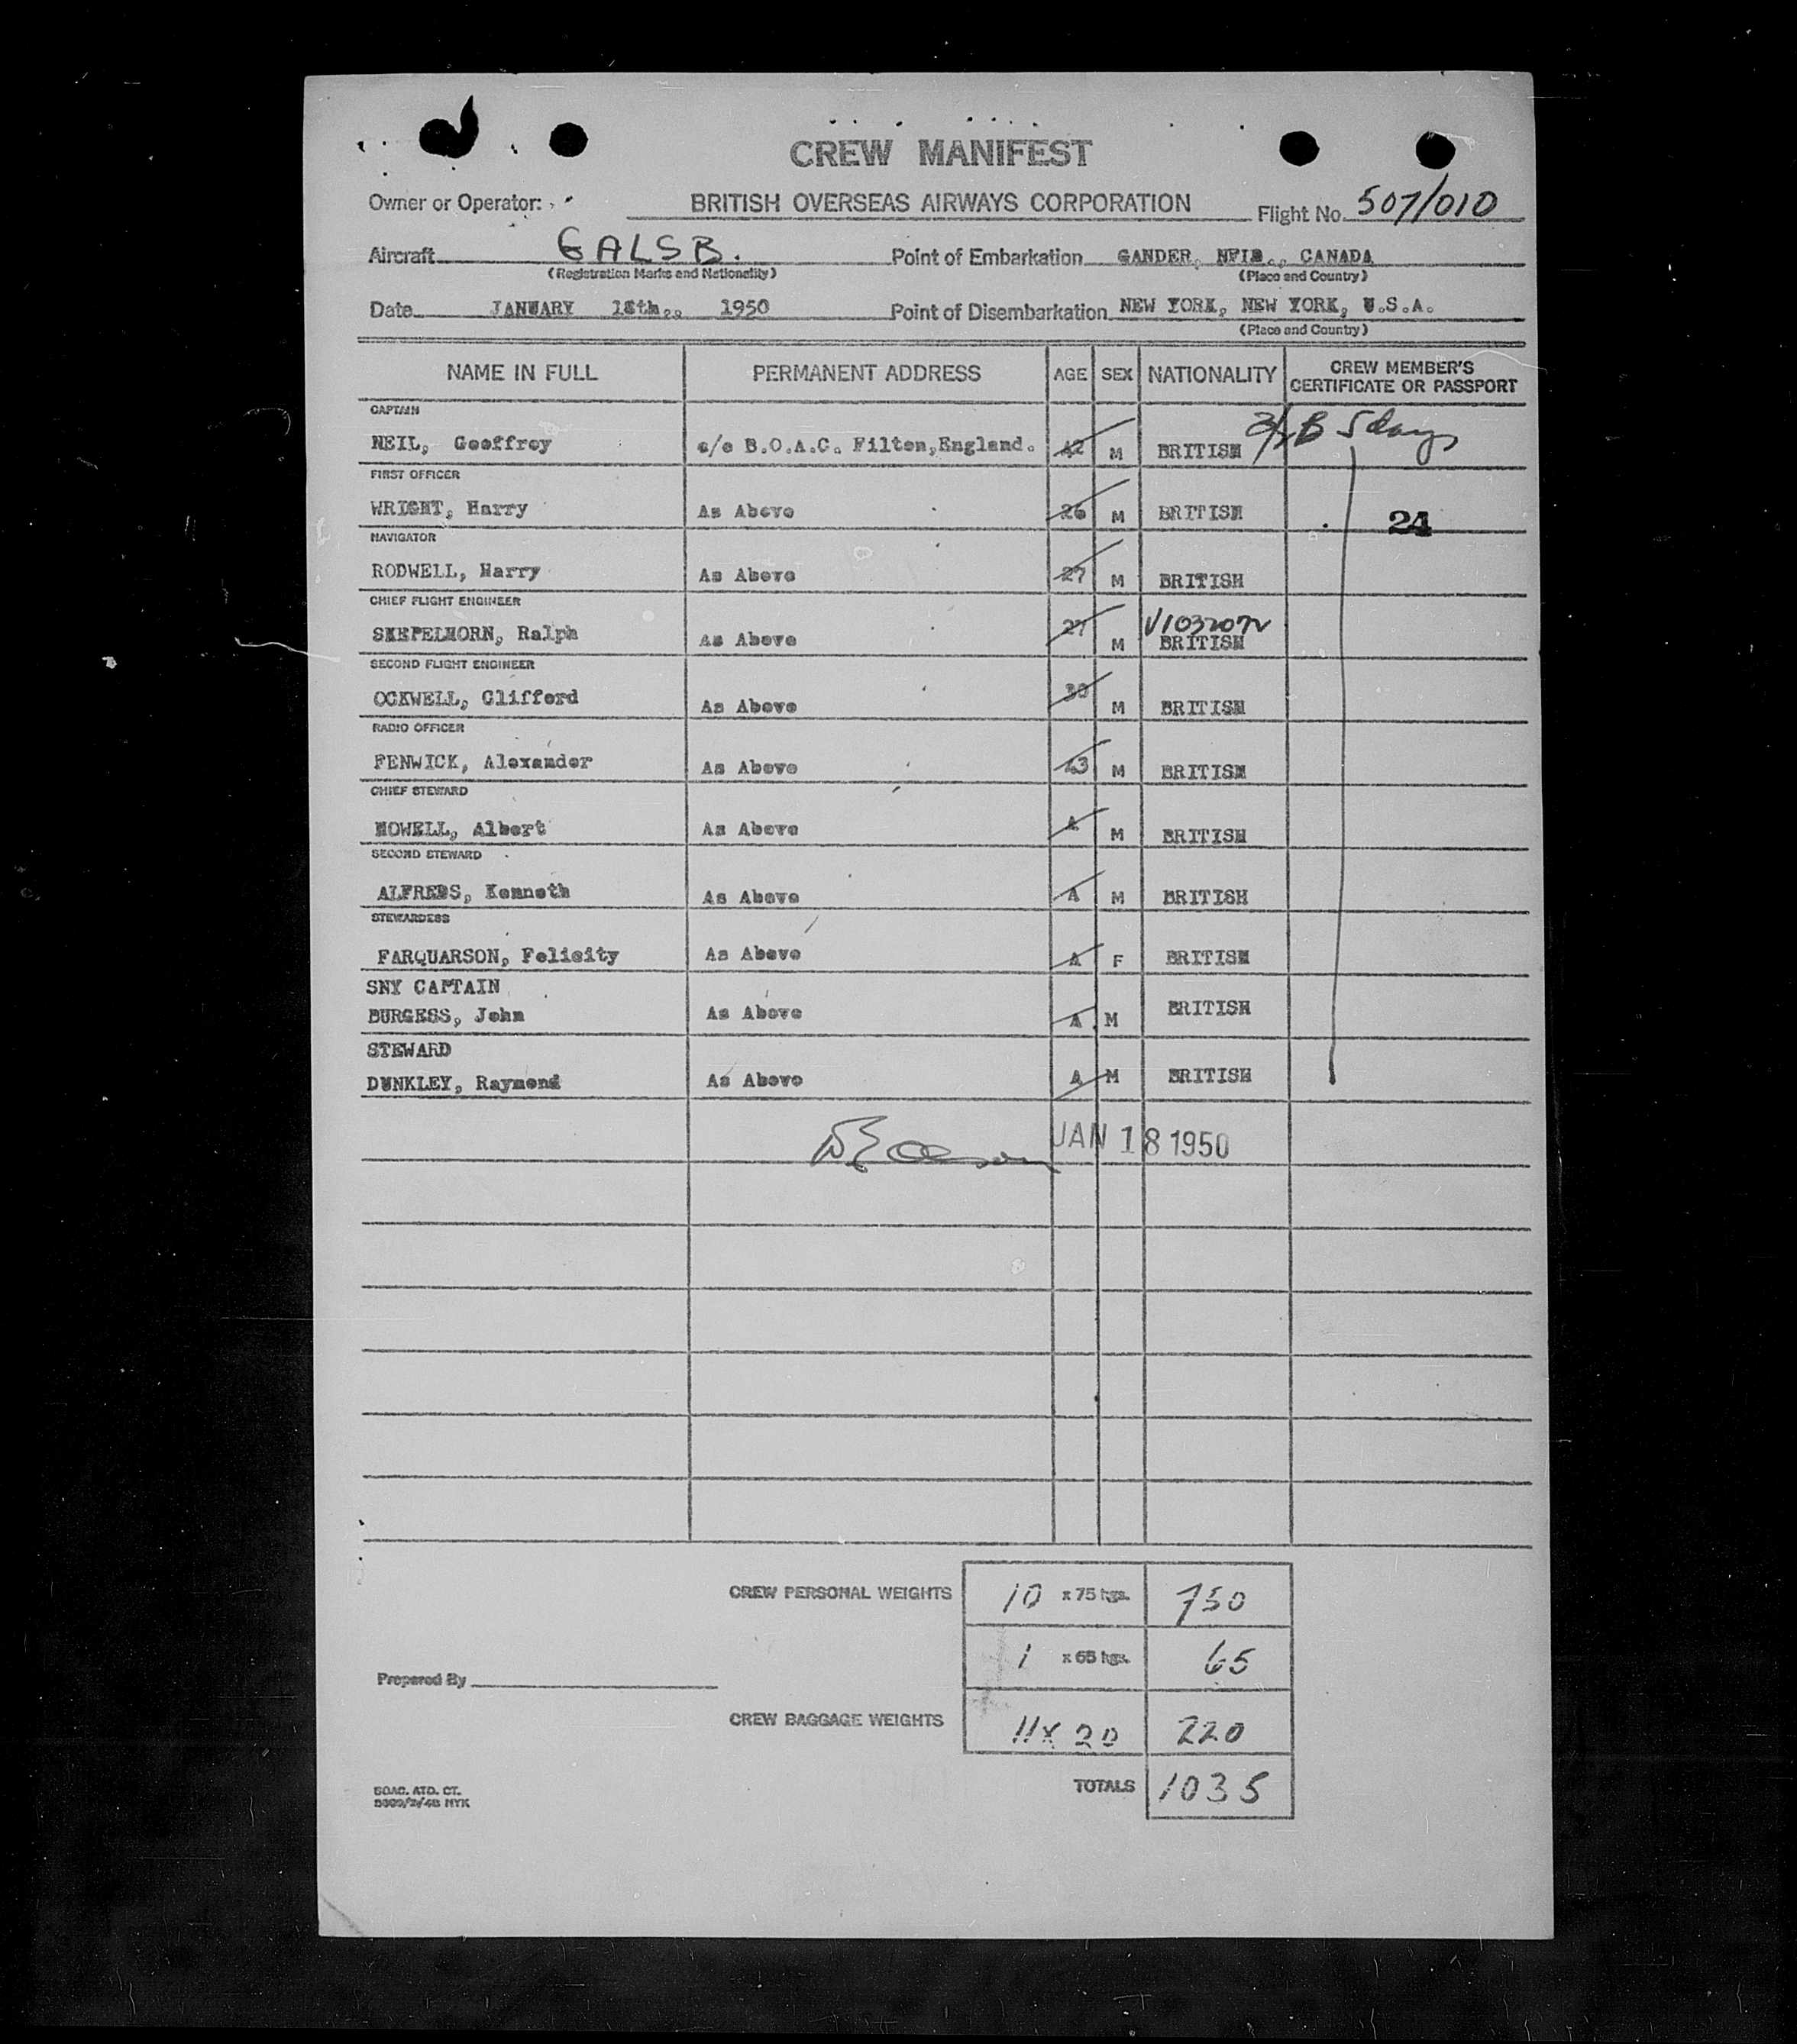 CREW MANIFEST
Owner or Operator: BRITISH OVERSEAS AIRWAYS CORPORATION Flight No. 507/010
Aircraft GALSB. Point of Embarkation GANDER, NFLD., CANADA
(Registration Marks and Nationality) (Place and Country)
Date JANUARY 18th., 1950 Point of Disembarkation NEW YORK, NEW YORK, U.S.A.
(Place and Country)
NAME IN FULL PERMANENT ADDRESS AGE SEX NATIONALITY CREW MEMBER'S CERTIFICATE OR PASSPORT
CAPTAIN
NEIL, Geoffrey c/o B.O.A.C. Filton,England. 42 M BRITISH 5 days
FIRST OFFICER
WRIGHT, Harry As Above 26 M BRITISH 24
NAVIGATOR
RODWELL, Harry As Above 27 M BRITISH
CHIEF FLIGHT ENGINEER
V1032072
SKEPELHORN, Ralph As Above 27 M BRITISH
SECOND FLIGHT ENGINEER
OCKWELL, Clifford As Above 30 M BRITISH
RADIO OFFICER
FENWICK, Alexander As Above 43 M BRITISH
CHIEF STEWARD
HOWELL, Albert As Above A M BRITISH
SECOND STEWARD
ALFREDS, Kenneth As Above A M BRITISH
STEWARDESS
FARQUARSON, Felicity As Above A F BRITISH
SNY CAPTAIN
BURGESS, John As Above A M BRITISH
STEWARD
DUNKLEY, Raymond As Above A M BRITISH
JAN 18 1950
CREW PERSONAL WEIGHTS 10 x 75 kgs. 750
1 x 65 kgs. 65
Prepared By
CREW BAGGAGE WEIGHTS 11 x 20 220
TOTALS 1035
BOAC. ATD. CT.